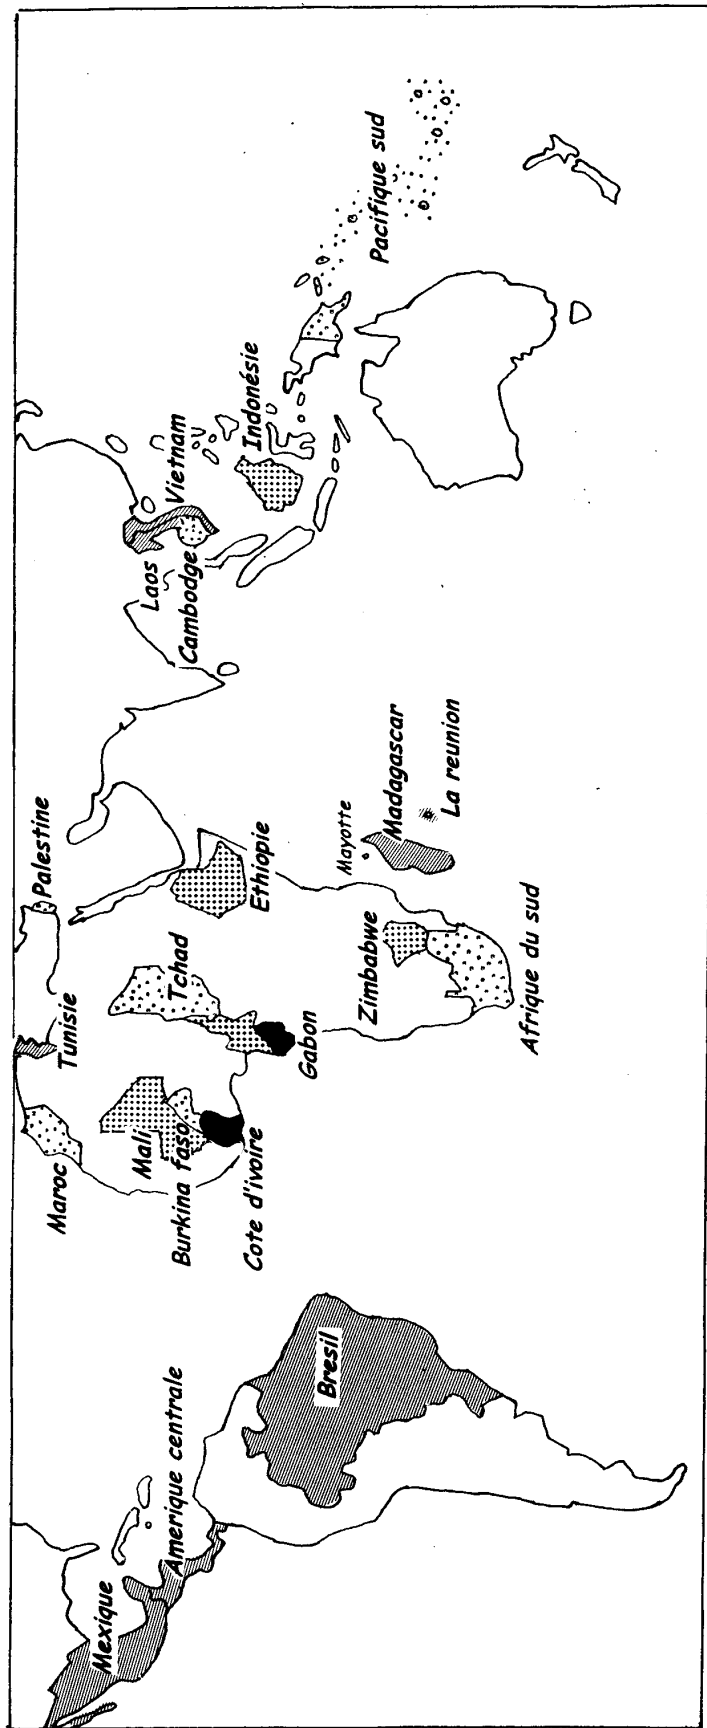 Mexique
Amerique centrale
Bresil
Maroc
Tunisie
Palestine
Mali
Burkina faso
Cote d'ivoire
Tchad
Gabon
Ethiopie
Zimbabwe
Afrique du sud
Mayotte
Madagascar
La reunion
Laos
Cambodge
Vietnam
Indonésie
Pacifique sud